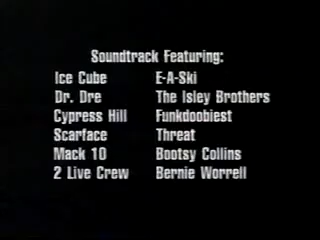 Soundtrack Featuring:
Ice Cube E-A-Ski
Dr. Dre The Isley Brothers
Cypress Hill Funkdoobiest
Scarface Threat
Mack 10 Bootsy Collins
2 Live Crew Bernie Worrell